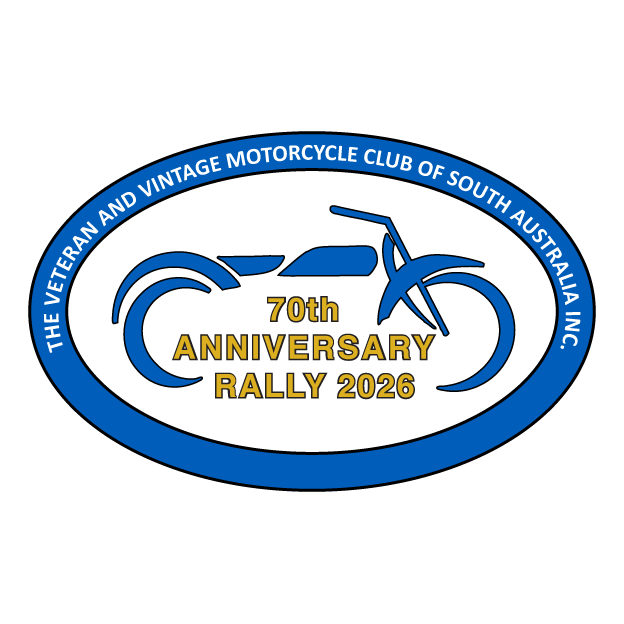 THE VETERAN AND VINTAGE MOTORCYCLE CLUB OF SOUTH AUSTRALIA INC.
70th
ANNIVERSARY
RALLY 2026